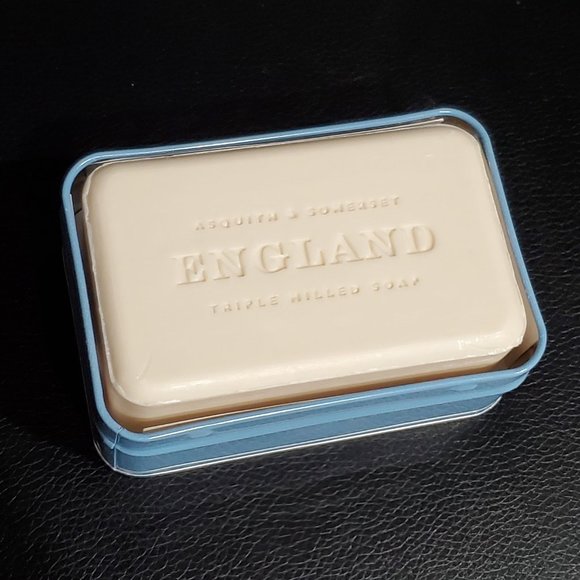 ASQUITH & SOMERSET
ENGLAND
TRIPLE MILLED SOAP